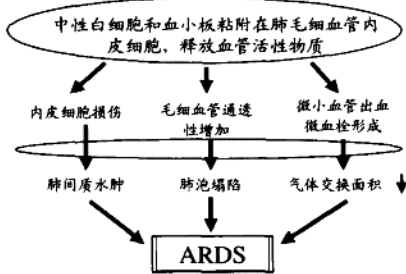 中性白细胞和血小板粘附在肺毛细血管内
皮细胞，释放血管活性物质
内皮细胞损伤
毛细血管通透
性增加
微小血管出血
微血栓形成
肺间质水肿
肺泡塌陷
气体交换面积
ARDS